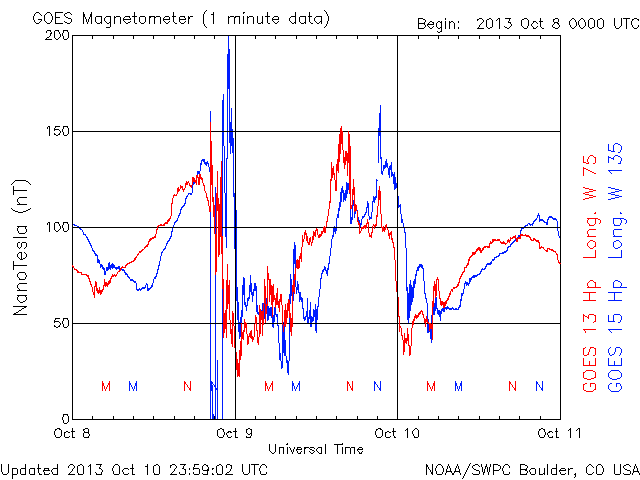 GOES Magnetometer (1 minute data)
Begin: 2013 Oct 8 0000 UTC
200
150
100
50
0
NanoTesla (nT)
M M N N M M N N M M N N
Oct 8 Oct 9 Oct 10 Oct 11
Universal Time
GOES 13 Hp Long. W 75
GOES 15 Hp Long. W 135
Updated 2013 Oct 10 23:59:02 UTC
NOAA/SWPC Boulder, CO USA